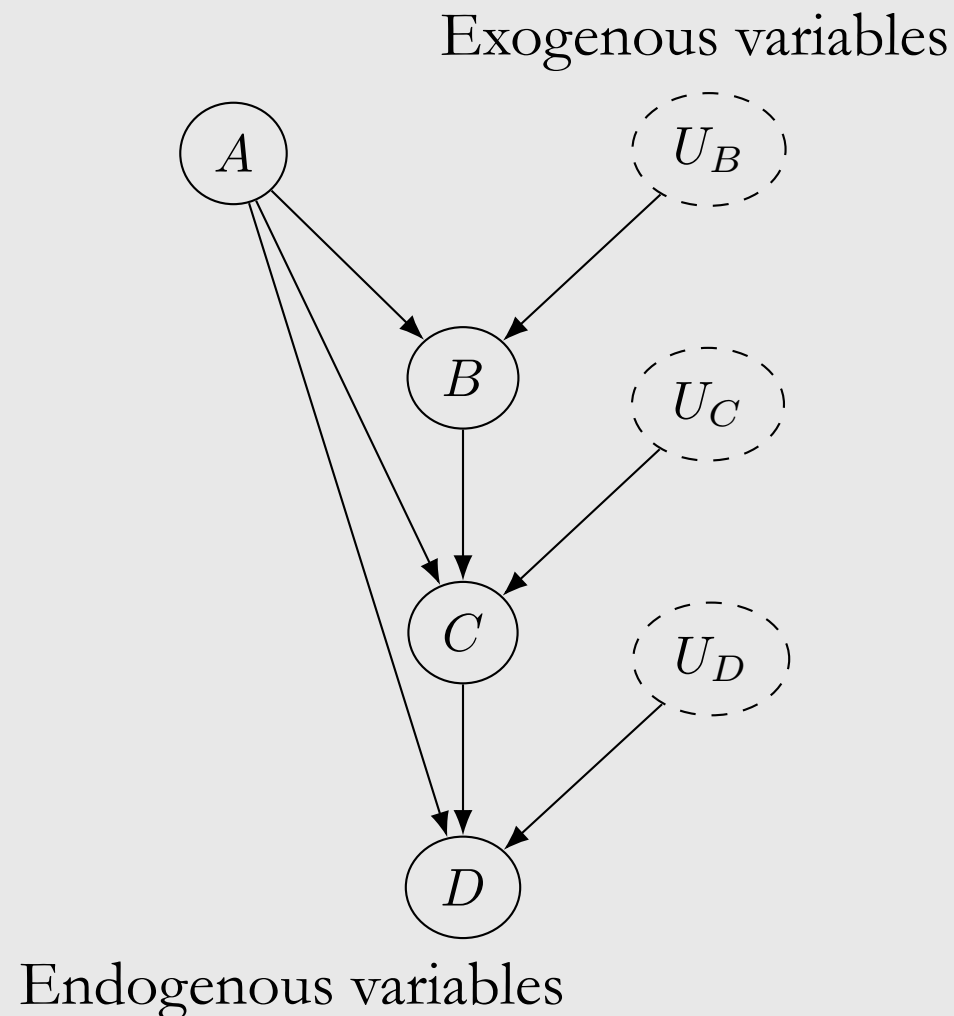 Exogenous variables
A
U_B
B
U_C
C
U_D
D
Endogenous variables